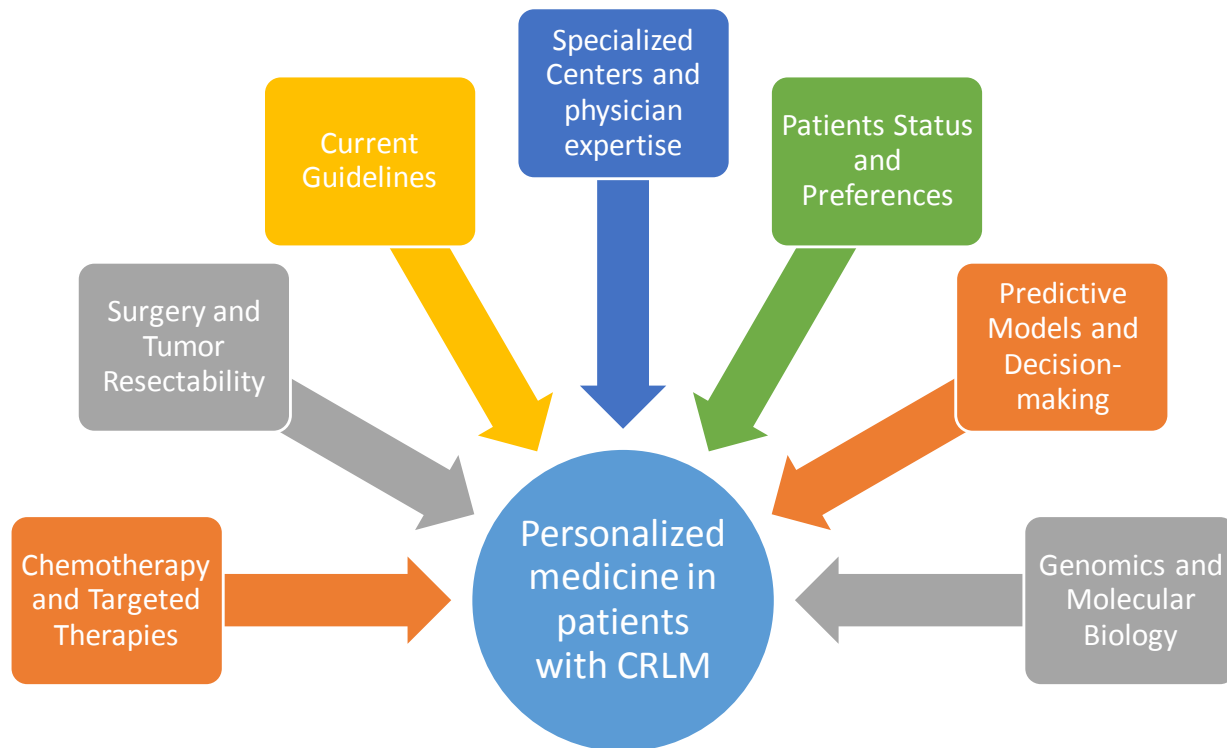 Specialized
Centers and
physician
expertise
Current
Guidelines
Patients Status
and
Preferences
Surgery and
Tumor
Resectability
Predictive
Models and
Decision-
making
Chemotherapy
and Targeted
Therapies
Personalized
medicine in
patients
with CRLM
Genomics and
Molecular
Biology